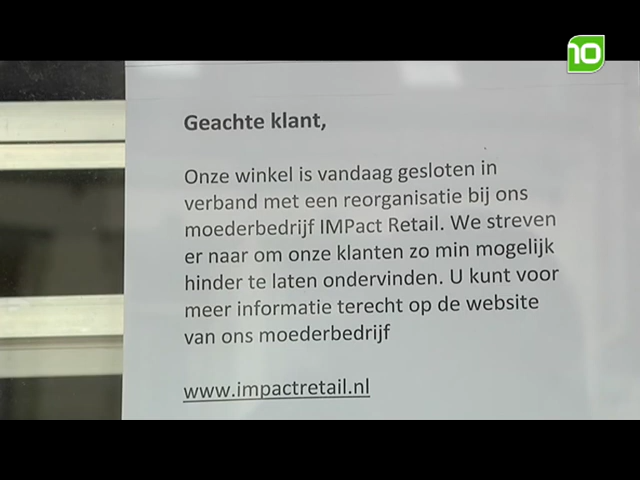 10
Geachte klant,
Onze winkel is vandaag gesloten in
verband met een reorganisatie bij ons
moederbedrijf IMPact Retail. We streven
er naar om onze klanten zo min mogelijk
hinder te laten ondervinden. U kunt voor
meer informatie terecht op de website
van ons moederbedrijf
www.impactretail.nl